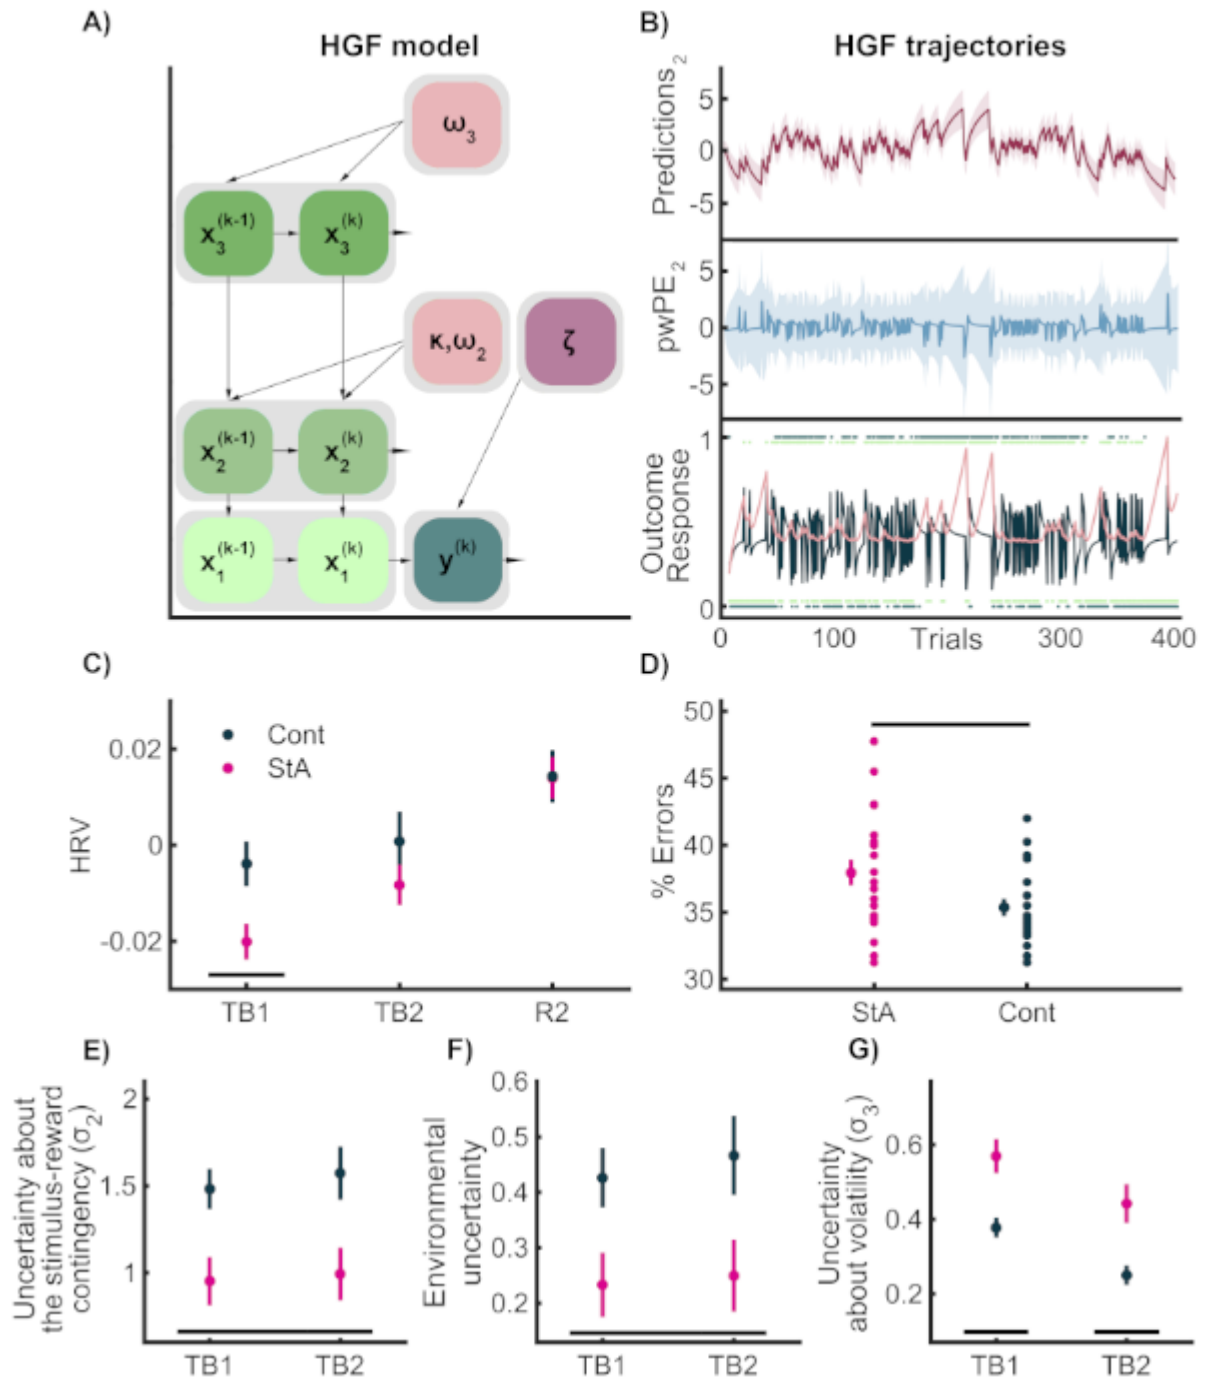 A)
HGF model
ω₃
x₃⁽ᵏ⁻¹⁾
x₃⁽ᵏ⁾
κ,ω₂
ζ
x₂⁽ᵏ⁻¹⁾
x₂⁽ᵏ⁾
x₁⁽ᵏ⁻¹⁾
x₁⁽ᵏ⁾
y⁽ᵏ⁾
B)
HGF trajectories
Predictions₂
5
0
-5
pwPE₂
5
0
-5
Outcome
Response
1
0
0
100
Trials
300
400
C)
HRV
0.02
0
-0.02
Cont
StA
TB1
TB2
R2
D)
% Errors
50
45
40
35
30
StA
Cont
E)
Uncertainty about
the stimulus-reward
contingency (σ₂)
2
1.5
1
TB1
TB2
F)
Environmental
uncertainty
0.6
0.5
0.4
0.3
0.2
TB1
TB2
G)
Uncertainty
about volatility (σ₃)
0.6
0.4
0.2
TB1
TB2